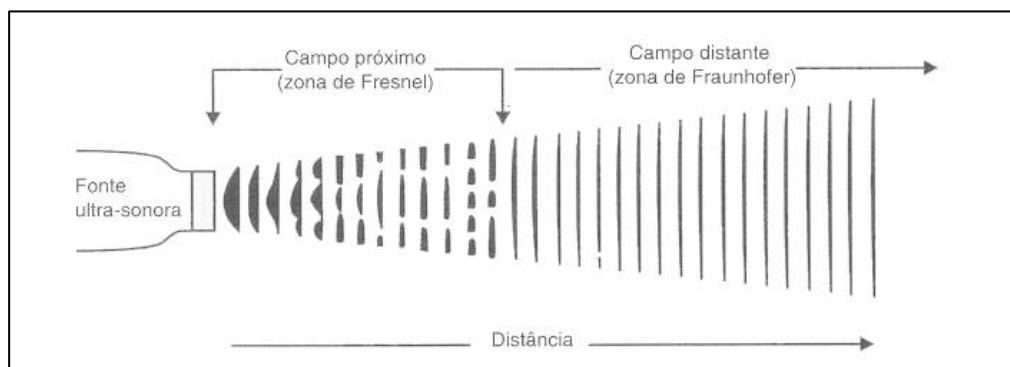 Campo próximo
(zona de Fresnel)
Campo distante
(zona de Fraunhofer)
Fonte
ultra-sonora
Distância